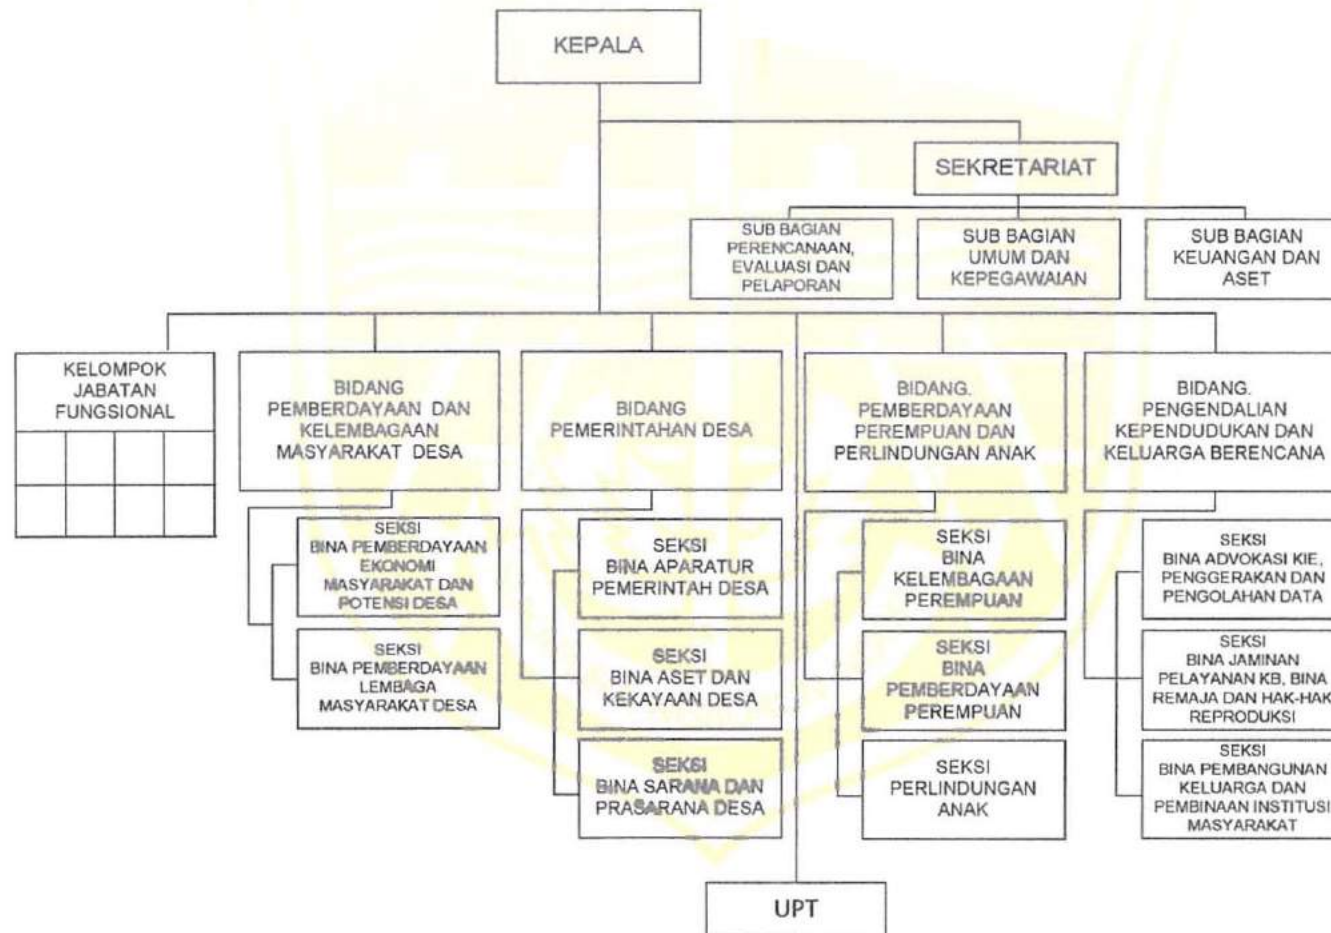 KEPALA
SEKRETARIAT
SUB BAGIAN
PERENCANAAN,
EVALUASI DAN
PELAPORAN
SUB BAGIAN
UMUM DAN
KEPEGAWAIAN
SUB BAGIAN
KEUANGAN DAN
ASET
KELOMPOK
JABATAN
FUNGSIONAL
BIDANG
PEMBERDAYAAN DAN
KELEMBAGAAN
MASYARAKAT DESA
BIDANG
PEMERINTAHAN DESA
BIDANG.
PEMBERDAYAAN
PEREMPUAN DAN
PERLINDUNGAN ANAK
BIDANG.
PENGENDALIAN
KEPENDUDUKAN DAN
KELUARGA BERENCANA
SEKSI
BINA PEMBERDAYAAN
EKONOMI
MASYARAKAT DAN
POTENSI DESA
SEKSI
BINA PEMBERDAYAAN
LEMBAGA
MASYARAKAT DESA
SEKSI
BINA APARATUR
PEMERINTAH DESA
SEKSI
BINA ASET DAN
KEKAYAAN DESA
SEKSI
BINA SARANA DAN
PRASARANA DESA
SEKSI
BINA
KELEMBAGAAN
PEREMPUAN
SEKSI
BINA
PEMBERDAYAAN
PEREMPUAN
SEKSI
PERLINDUNGAN
ANAK
SEKSI
BINA ADVOKASI KIE,
PENGGERAKAN DAN
PENGOLAHAN DATA
SEKSI
BINA JAMINAN
PELAYANAN KB, BINA
REMAJA DAN HAK-HAK
REPRODUKSI
SEKSI
BINA PEMBANGUNAN
KELUARGA DAN
PEMBINAAN INSTITUSI
MASYARAKAT
UPT